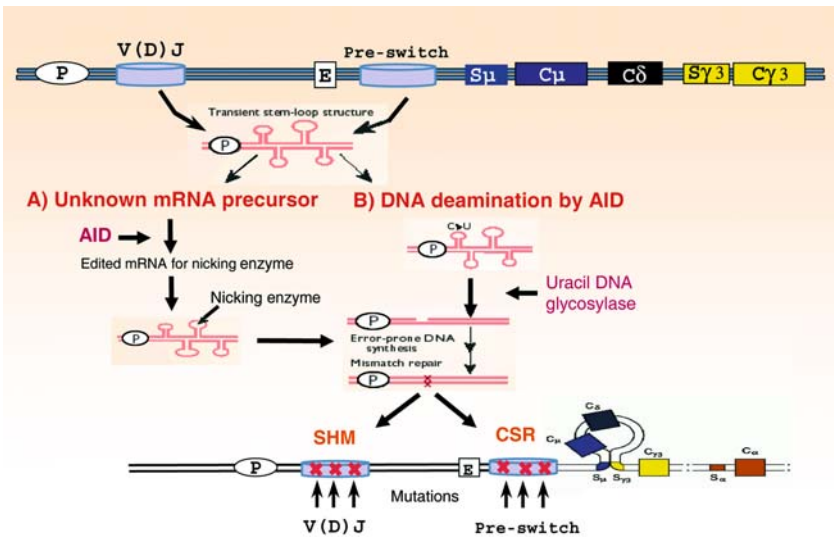 V(D)J
Pre-switch
P
E
Sμ
Cμ
Cδ
Sγ3
Cγ3
Transient stem-loop structure
P
A) Unknown mRNA precursor
B) DNA deamination by AID
AID
Edited mRNA for nicking enzyme
C▸U
P
Uracil DNA
glycosylase
Nicking enzyme
P
P
Error-prone DNA
synthesis
Mismatch repair
P
SHM
CSR
Cδ
Cμ
P
E
Sμ
Sγ3
Cγ3
Sα
Cα
Mutations
V(D)J
Pre-switch